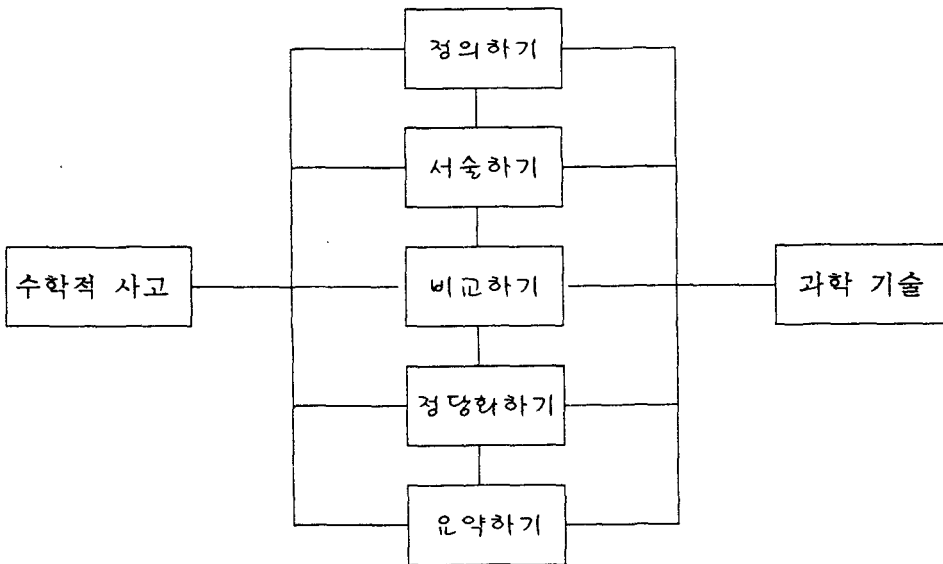 정의하기
서술하기
수학적 사고
비교하기
과학 기술
정당화하기
요약하기